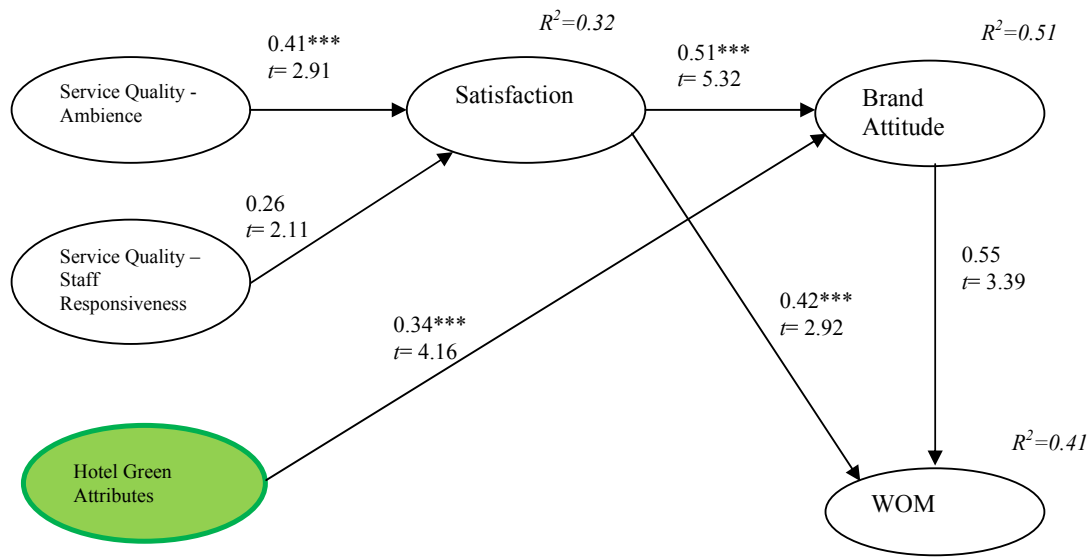 R²=0.32
R²=0.51
0.41***
t= 2.91
0.51***
t= 5.32
Service Quality -
Ambience
Satisfaction
Brand
Attitude
0.26
t= 2.11
Service Quality –
Staff
Responsiveness
0.55
t= 3.39
0.42***
t= 2.92
0.34***
t= 4.16
R²=0.41
Hotel Green
Attributes
WOM